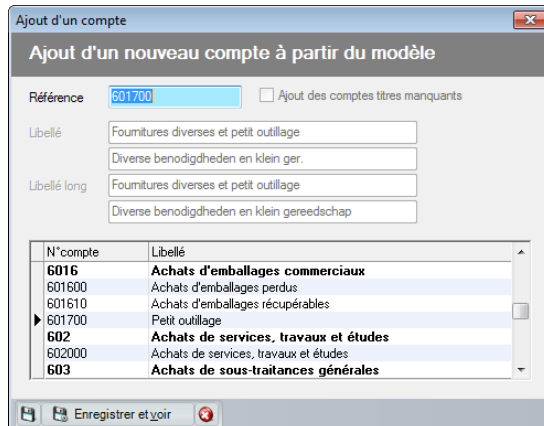 Ajout d'un compte
Ajout d'un nouveau compte à partir du modèle
Référence 601700 Ajout des comptes titres manquants
Libellé Fournitures diverses et petit outillage
Diverse benodigdheden en klein ger.
Libellé long Fournitures diverses et petit outillage
Diverse benodigdheden en klein gereedschap
N°compte Libellé
6016 Achats d'emballages commerciaux
601600 Achats d'emballages perdus
601610 Achats d'emballages récupérables
601700 Petit outillage
602 Achats de services, travaux et études
602000 Achats de services, travaux et études
603 Achats de sous-traitances générales
Enregistrer et voir